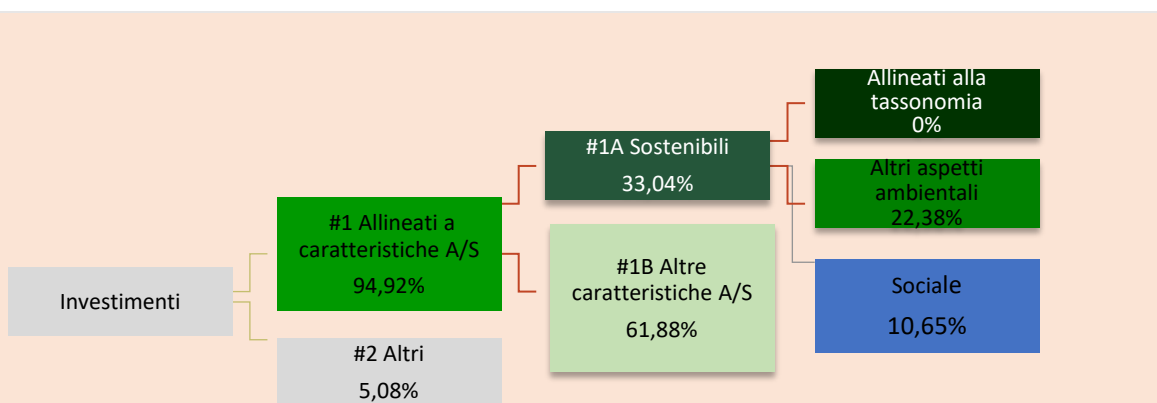 Investimenti
#1 Allineati a
caratteristiche A/S
94,92%
#2 Altri
5,08%
#1A Sostenibili
33,04%
#1B Altre
caratteristiche A/S
61,88%
Allineati alla
tassonomia
0%
Altri aspetti
ambientali
22,38%
Sociale
10,65%